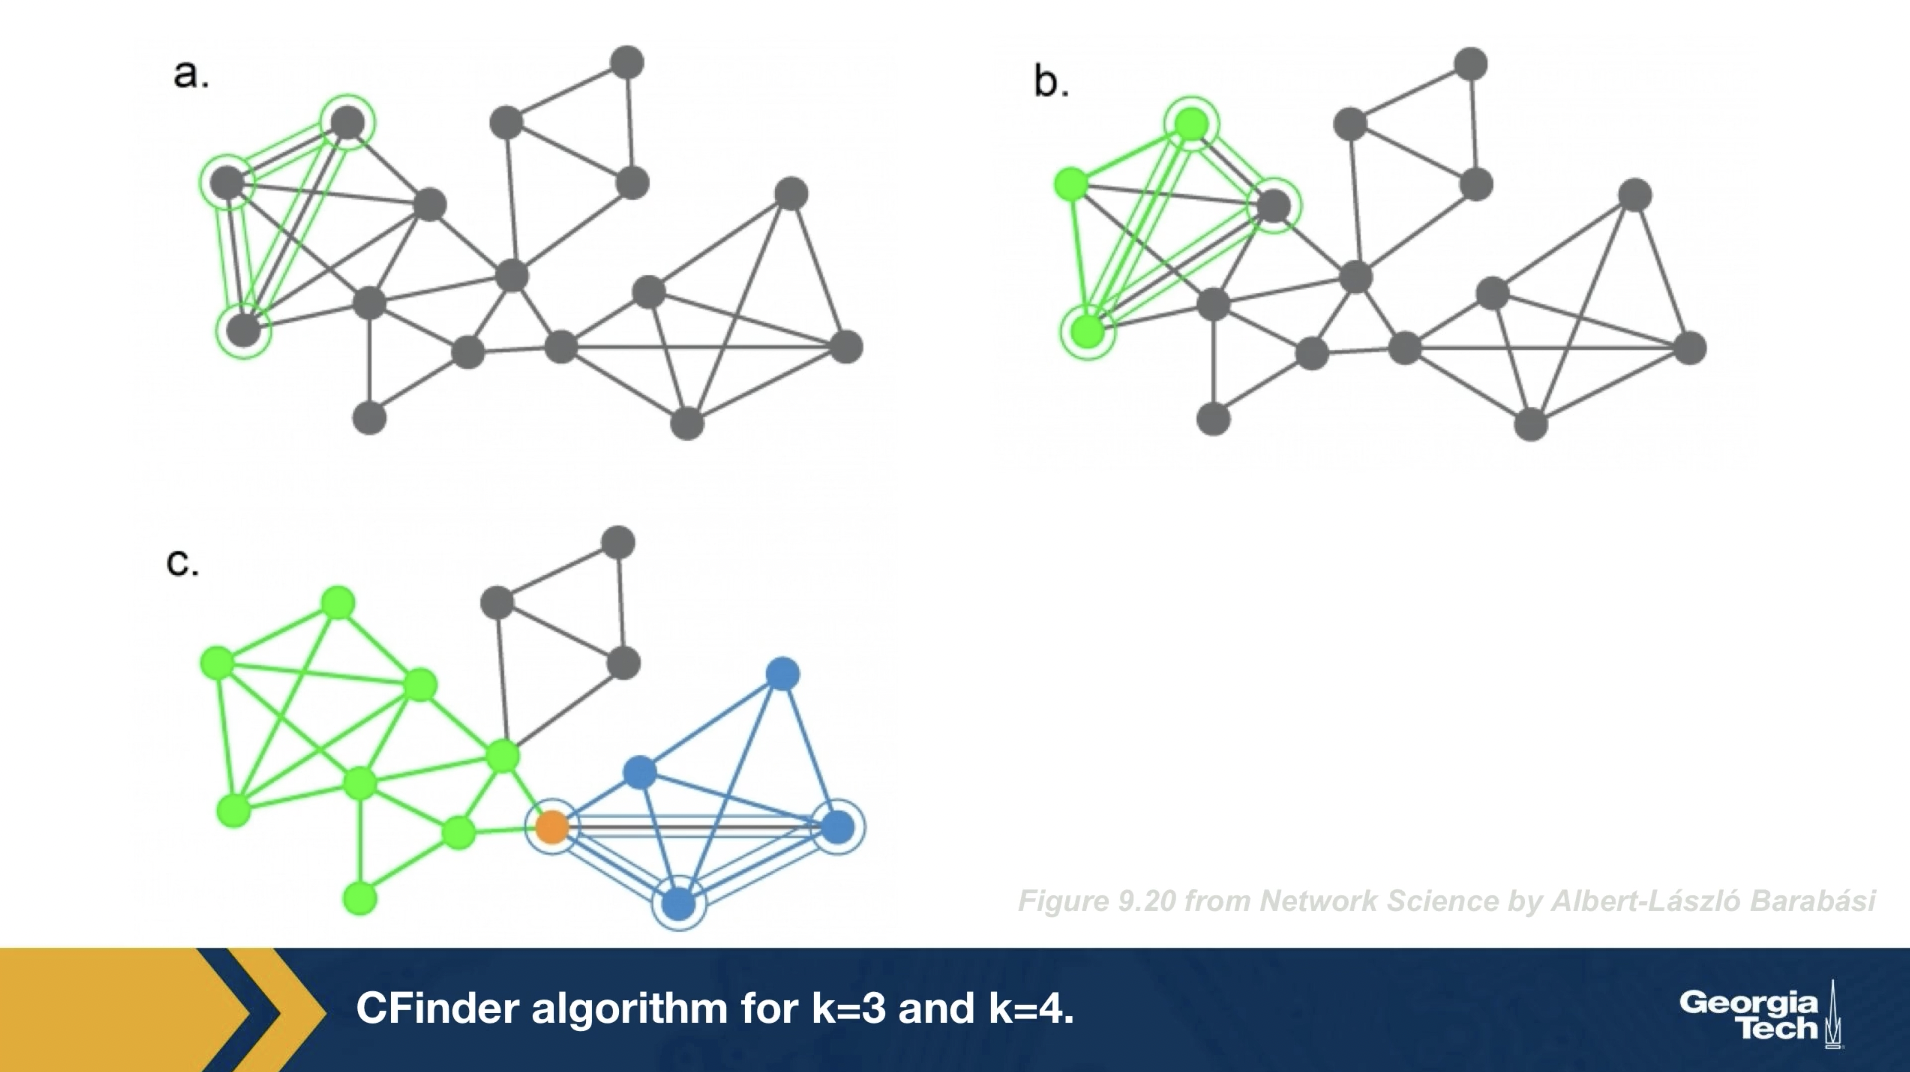 a.
b.
c.
Figure 9.20 from Network Science by Albert-László Barabási
CFinder algorithm for k=3 and k=4.
Georgia
Tech